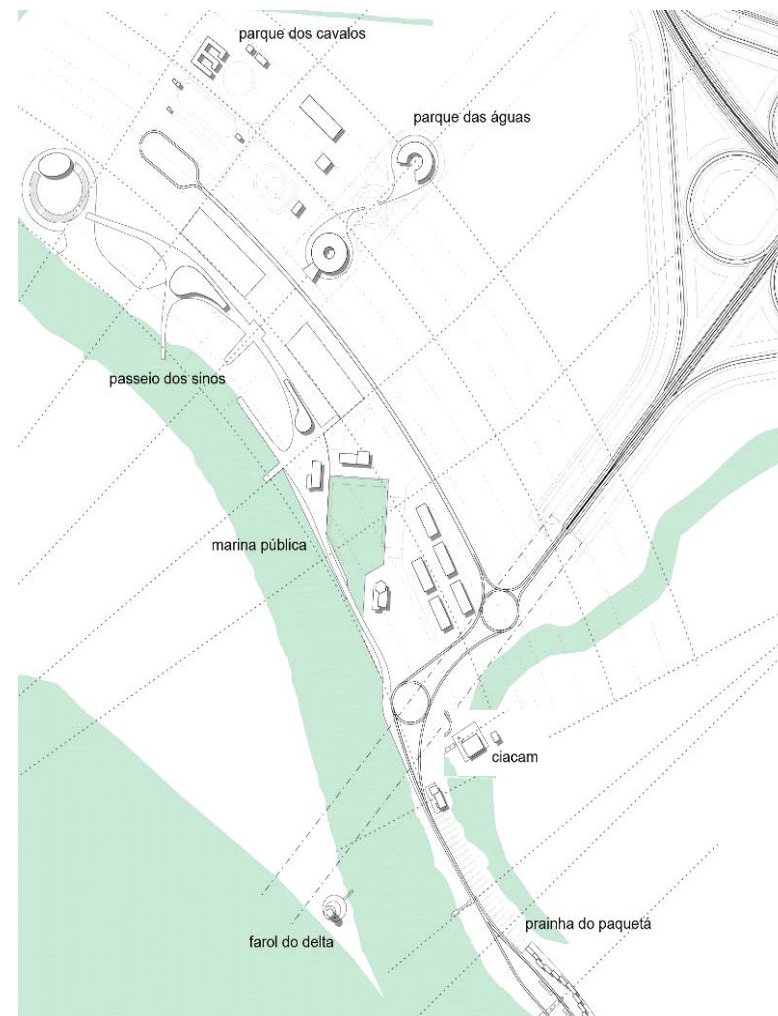 parque dos cavalos
parque das águas
passeio dos sinos
marina pública
ciacam
prainha do paquetá
farol do delta